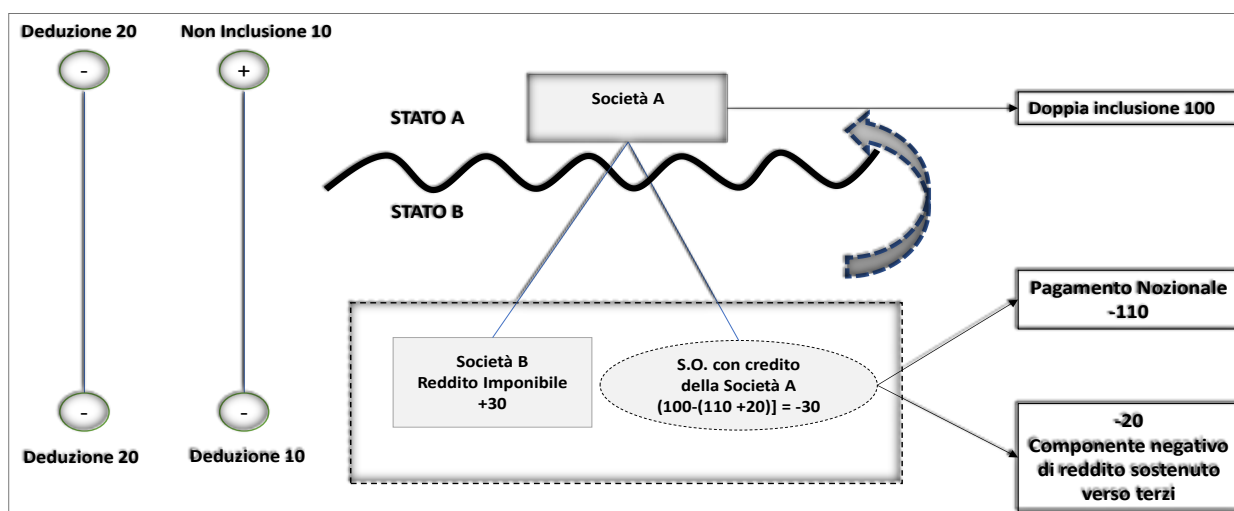 Deduzione 20
Non Inclusione 10
-
+
Società A
STATO A
Doppia inclusione 100
STATO B
Pagamento Nozionale
-110
Società B
Reddito Imponibile
+30
S.O. con credito
della Società A
(100-(110 +20)] = -30
-
-
Deduzione 20
Deduzione 10
-20
Componente negativo
di reddito sostenuto
verso terzi